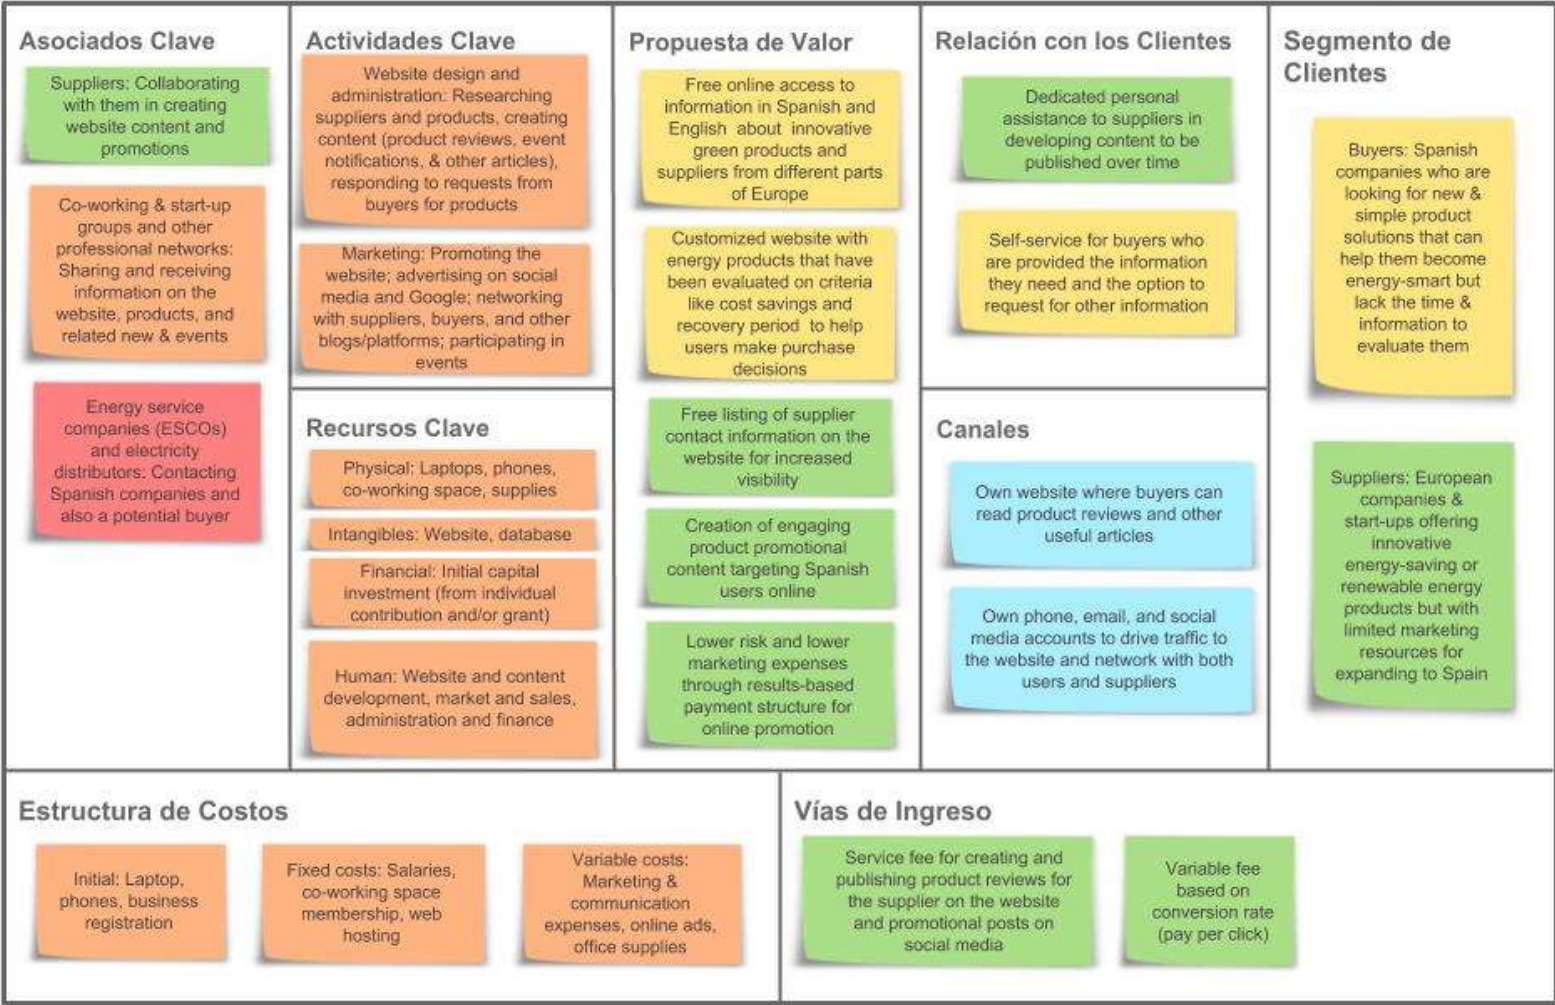 Asociados Clave
Suppliers: Collaborating
with them in creating
website content and
promotions
Co-working & start-up
groups and other
professional networks:
Sharing and receiving
information on the
website, products, and
related new & events
Energy service
companies (ESCOs)
and electricity
distributors: Contacting
Spanish companies and
also a potential buyer
Actividades Clave
Website design and
administration: Researching
suppliers and products, creating
content (product reviews, event
notifications, & other articles),
responding to requests from
buyers for products
Marketing: Promoting the
website; advertising on social
media and Google; networking
with suppliers, buyers, and other
blogs/platforms; participating in
events
Recursos Clave
Physical: Laptops, phones,
co-working space, supplies
Intangibles: Website, database
Financial: Initial capital
investment (from individual
contribution and/or grant)
Human: Website and content
development, market and sales,
administration and finance
Propuesta de Valor
Free online access to
information in Spanish and
English about innovative
green products and
suppliers from different parts
of Europe
Customized website with
energy products that have
been evaluated on criteria
like cost savings and
recovery period to help
users make purchase
decisions
Free listing of supplier
contact information on the
website for increased
visibility
Creation of engaging
product promotional
content targeting Spanish
users online
Lower risk and lower
marketing expenses
through results-based
payment structure for
online promotion
Relación con los Clientes
Dedicated personal
assistance to suppliers in
developing content to be
published over time
Self-service for buyers who
are provided the information
they need and the option to
request for other information
Canales
Own website where buyers can
read product reviews and other
useful articles
Own phone, email, and social
media accounts to drive traffic to
the website and network with both
users and suppliers
Segmento de
Clientes
Buyers: Spanish
companies who are
looking for new &
simple product
solutions that can
help them become
energy-smart but
lack the time &
information to
evaluate them
Suppliers: European
companies &
start-ups offering
innovative
energy-saving or
renewable energy
products but with
limited marketing
resources for
expanding to Spain
Estructura de Costos
Initial: Laptop,
phones, business
registration
Fixed costs: Salaries,
co-working space
membership, web
hosting
Variable costs:
Marketing &
communication
expenses, online ads,
office supplies
Vías de Ingreso
Service fee for creating and
publishing product reviews for
the supplier on the website
and promotional posts on
social media
Variable fee
based on
conversion rate
(pay per click)